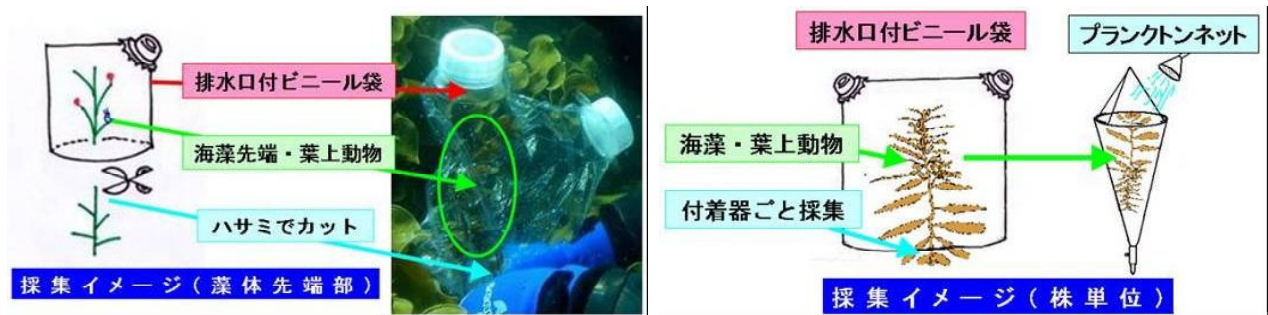 排水口付ビニール袋
海藻先端・葉上動物
ハサミでカット
採集イメージ(藻体先端部)
排水口付ビニール袋
プランクトンネット
海藻・葉上動物
付着器ごと採集
採集イメージ(株単位)